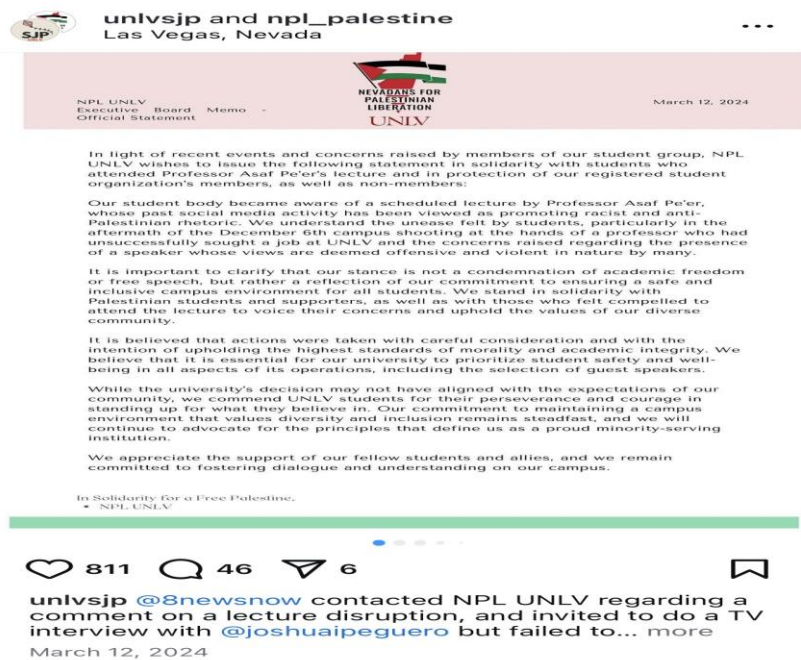 unlvsjp and npl_palestine
Las Vegas, Nevada
SJP
NPL UNLV
Executive Board Memo -
Official Statement
NEVADANS FOR
PALESTINIAN
LIBERATION
UNLV
March 12, 2024
In light of recent events and concerns raised by members of our student group, NPL
UNLV wishes to issue the following statement in solidarity with students who
attended Professor Asaf Pe'er's lecture and in protection of our registered student
organization's members, as well as non-members:
Our student body became aware of a scheduled lecture by Professor Asaf Pe'er,
whose past social media activity has been viewed as promoting racist and anti-
Palestinian rhetoric. We understand the unease felt by students, particularly in the
aftermath of the December 6th campus shooting at the hands of a professor who had
unsuccessfully sought a job at UNLV and the concerns raised regarding the presence
of a speaker whose views are deemed offensive and violent in nature by many.
It is important to clarify that our stance is not a condemnation of academic freedom
or free speech, but rather a reflection of our commitment to ensuring a safe and
inclusive campus environment for all students. We stand in solidarity with
Palestinian students and supporters, as well as with those who felt compelled to
attend the lecture to voice their concerns and uphold the values of our diverse
community.
It is believed that actions were taken with careful consideration and with the
intention of upholding the highest standards of morality and academic integrity. We
believe that it is essential for our university to prioritize student safety and well-
being in all aspects of its operations, including the selection of guest speakers.
While the university's decision may not have aligned with the expectations of our
community, we commend UNLV students for their perseverance and courage in
standing up for what they believe in. Our commitment to maintaining a campus
environment that values diversity and inclusion remains steadfast, and we will
continue to advocate for the principles that define us as a proud minority-serving
institution.
We appreciate the support of our fellow students and allies, and we remain
committed to fostering dialogue and understanding on our campus.
In Solidarity for a Free Palestine,
• NPL UNLV
811 46 6
unlvsjp @8newsnow contacted NPL UNLV regarding a
comment on a lecture disruption, and invited to do a TV
interview with @joshuaipeguero but failed to... more
March 12, 2024